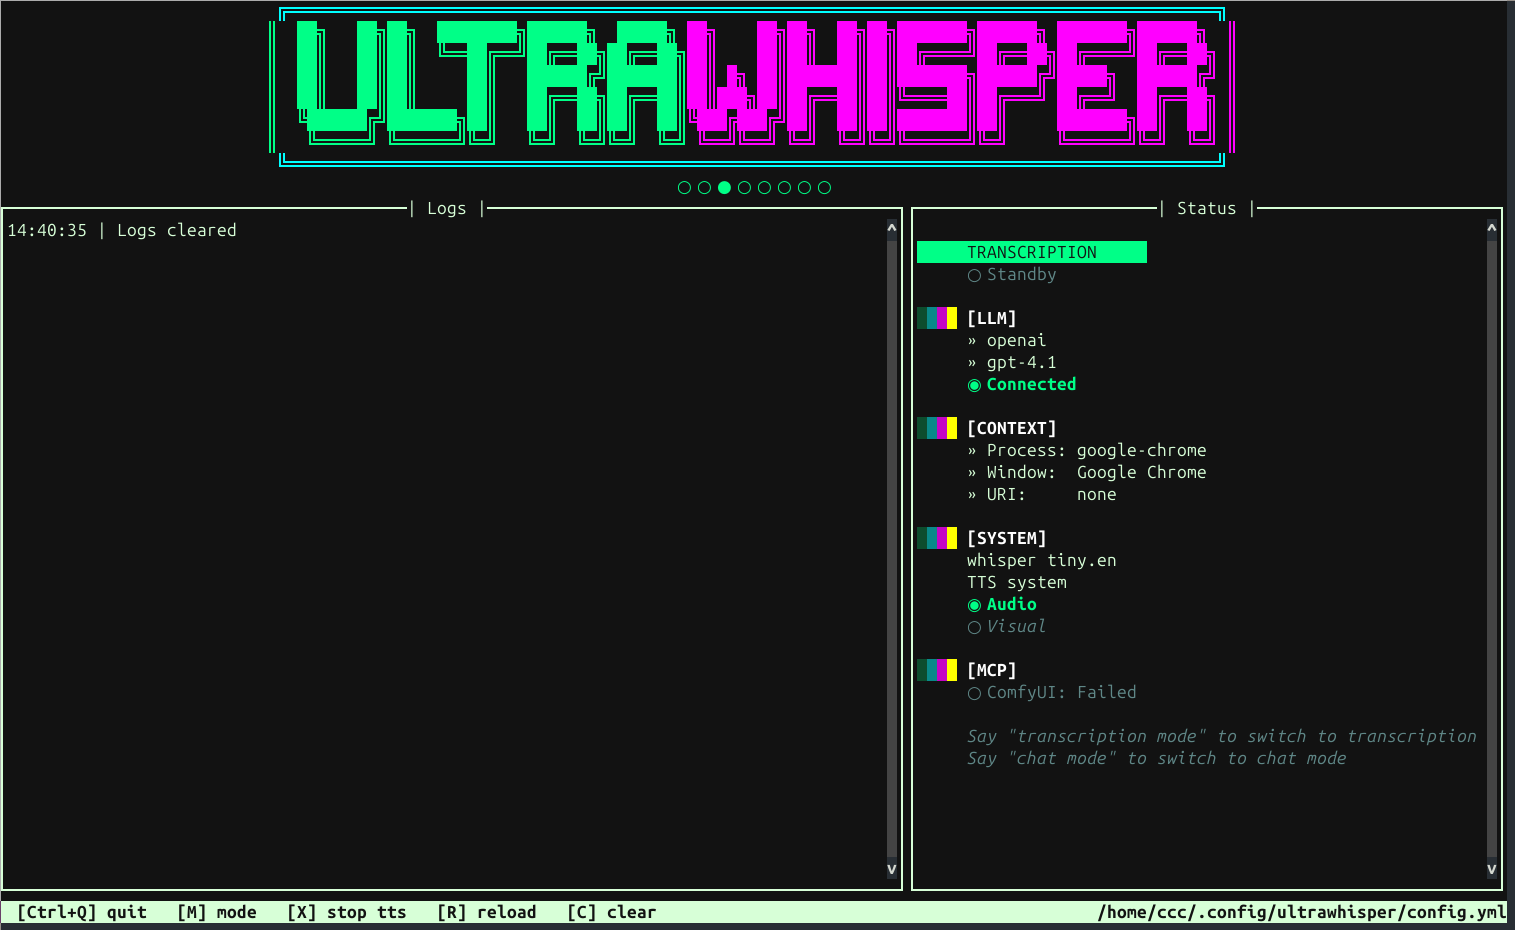 ULTRAWHISPER
Logs
14:40:35 | Logs cleared
Status
TRANSCRIPTION
Standby
[LLM]
» openai
» gpt-4.1
Connected
[CONTEXT]
» Process: google-chrome
» Window: Google Chrome
» URI: none
[SYSTEM]
whisper tiny.en
TTS system
Audio
Visual
[MCP]
ComfyUI: Failed
Say "transcription mode" to switch to transcription
Say "chat mode" to switch to chat mode
[Ctrl+Q] quit [M] mode [X] stop tts [R] reload [C] clear /home/ccc/.config/ultrawhisper/config.yml